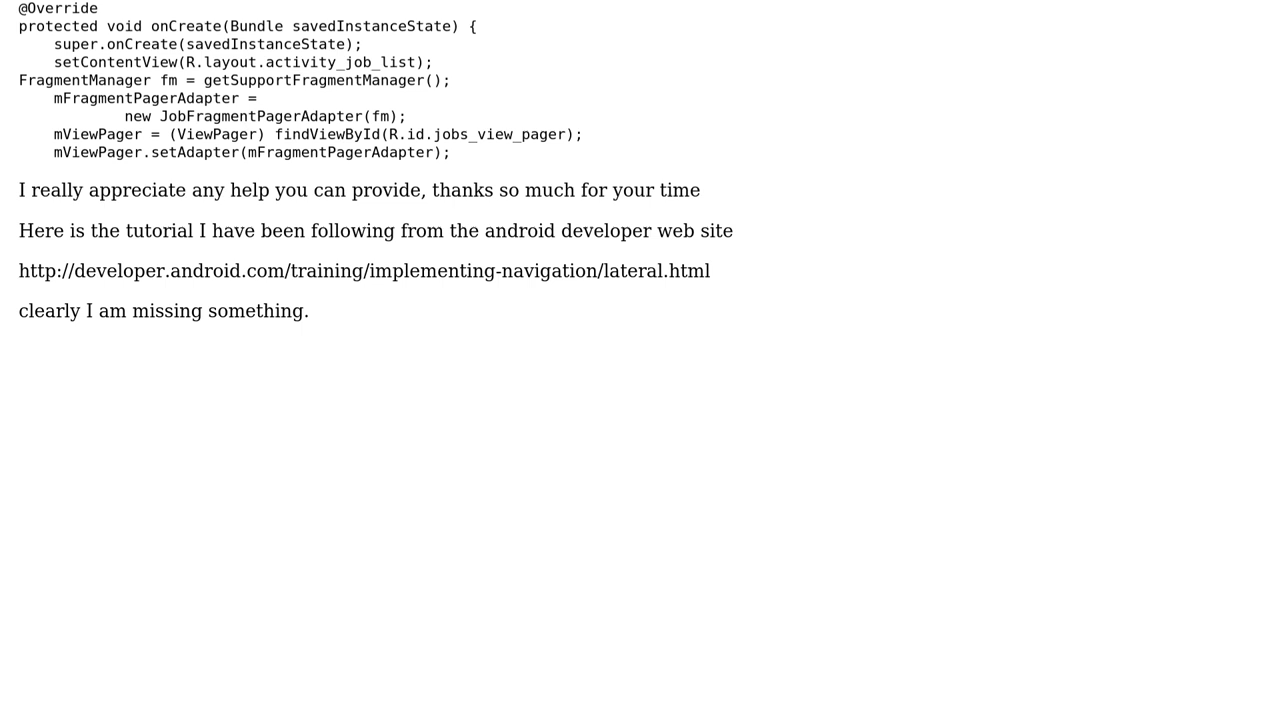 @Override
protected void onCreate(Bundle savedInstanceState) {
    super.onCreate(savedInstanceState);
    setContentView(R.layout.activity_job_list);
FragmentManager fm = getSupportFragmentManager();
    mFragmentPagerAdapter =
            new JobFragmentPagerAdapter(fm);
    mViewPager = (ViewPager) findViewById(R.id.jobs_view_pager);
    mViewPager.setAdapter(mFragmentPagerAdapter);
I really appreciate any help you can provide, thanks so much for your time
Here is the tutorial I have been following from the android developer web site
http://developer.android.com/training/implementing-navigation/lateral.html
clearly I am missing something.